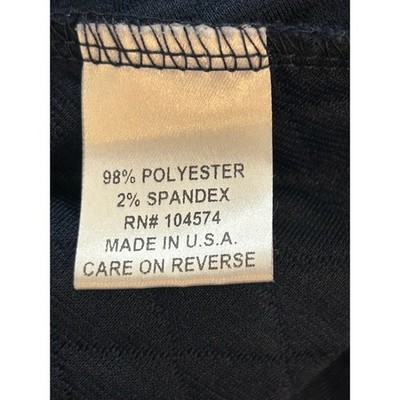 98% POLYESTER
2% SPANDEX
RN# 104574
MADE IN U.S.A.
CARE ON REVERSE